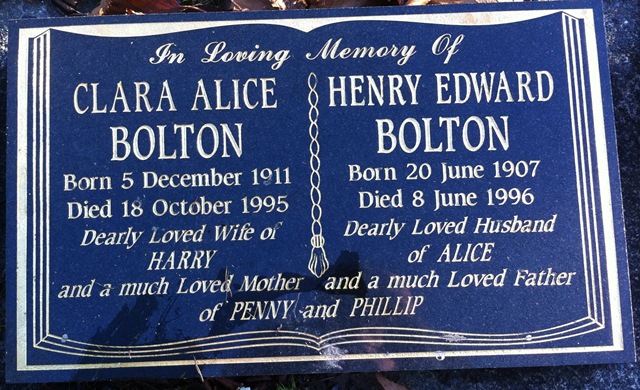 In Loving Memory Of
CLARA ALICE
BOLTON
Born 5 December 1911
Died 18 October 1995
Dearly Loved Wife of
HARRY
and a much Loved Mother
HENRY EDWARD
BOLTON
Born 20 June 1907
Died 8 June 1996
Dearly Loved Husband
of ALICE
and a much Loved Father
of PENNY and PHILLIP